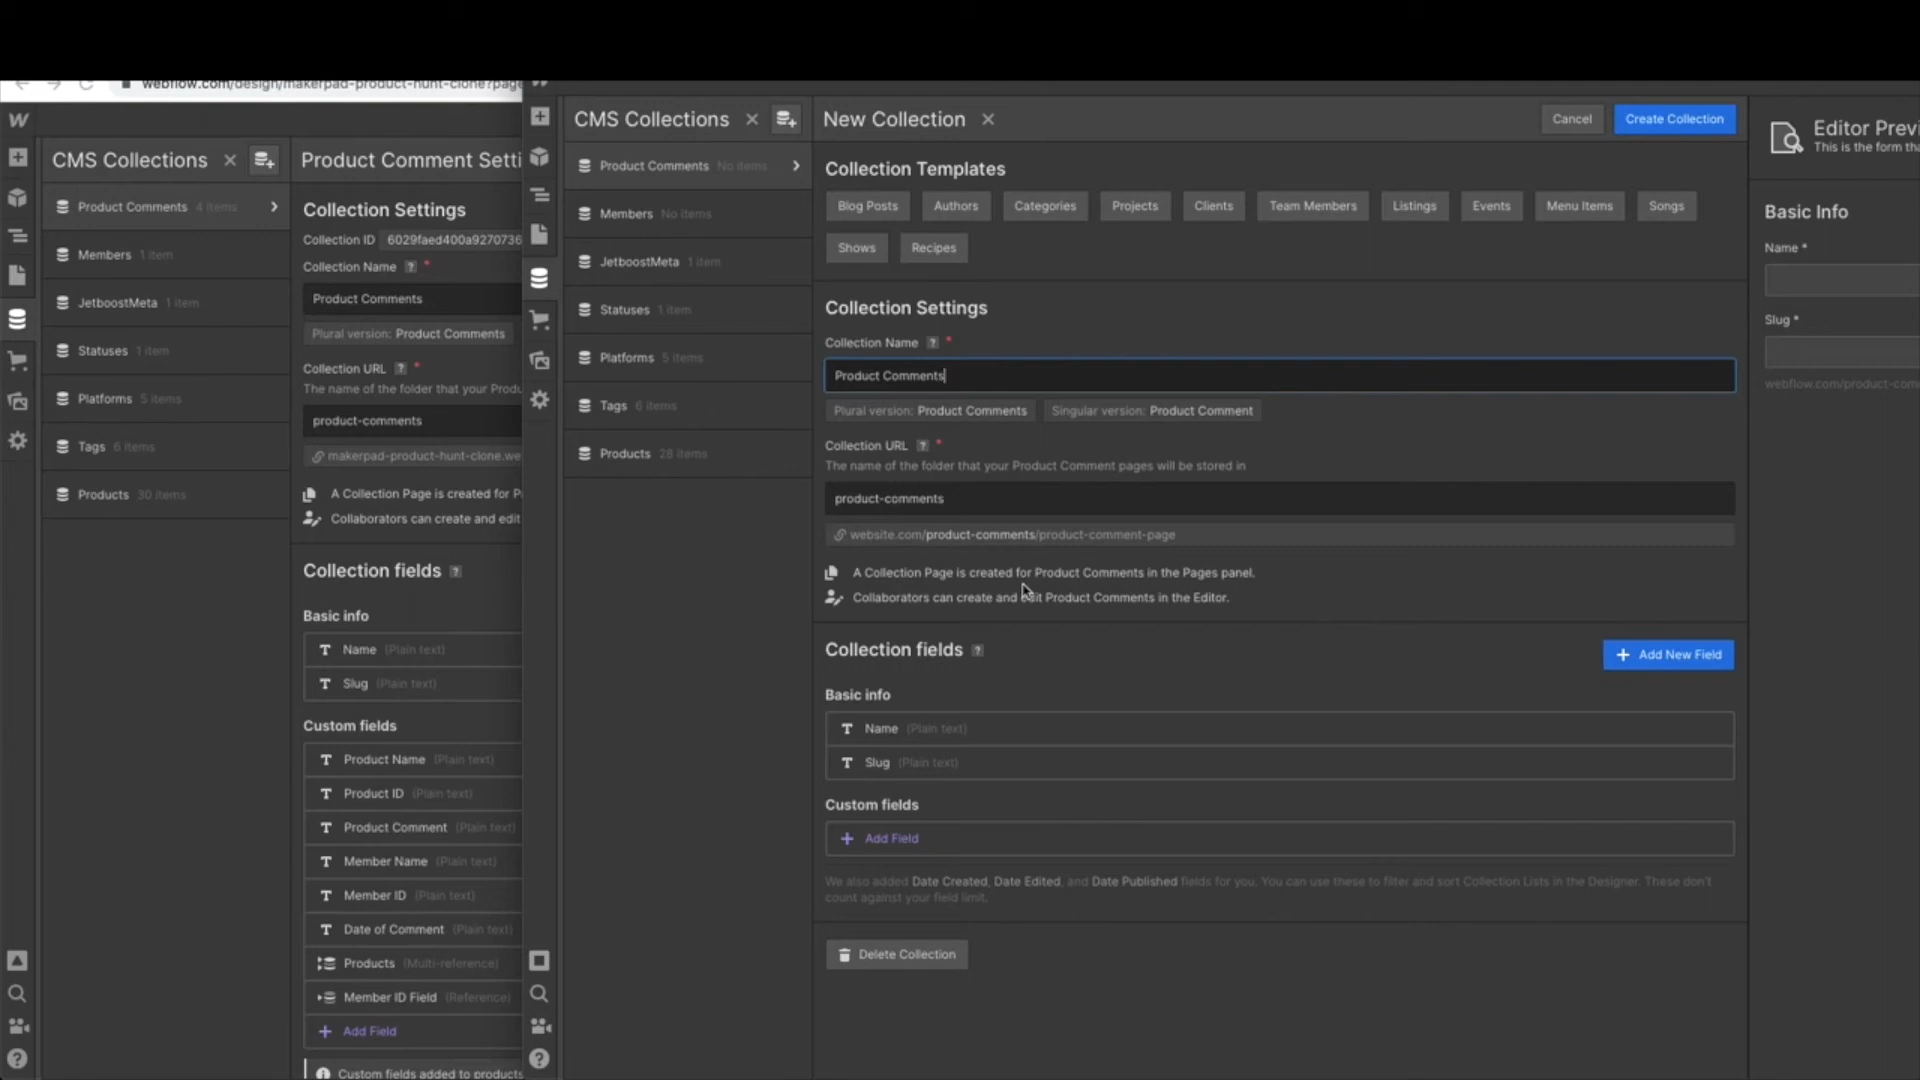 webflow.com/design/makerpad-product-hunt-clone?page
CMS Collections
Product Comments 4 items
Members 1 item
JetboostMeta 1 item
Statuses 1 item
Platforms 5 items
Tags 6 items
Products 30 items
Product Comment Setti
Collection Settings
Collection ID 6029faed400a9270736
Collection Name ? *
Product Comments
Plural version: Product Comments
Collection URL ? *
The name of the folder that your Produ
product-comments
makerpad-product-hunt-clone.we
A Collection Page is created for P
Collaborators can create and edit
Collection fields ?
Basic info
Name (Plain text)
Slug (Plain text)
Custom fields
Product Name (Plain text)
Product ID (Plain text)
Product Comment (Plain text)
Member Name (Plain text)
Member ID (Plain text)
Date of Comment (Plain text)
Products (Multi-reference)
Member ID Field (Reference)
+ Add Field
Custom fields added to products
CMS Collections
Product Comments No items
Members No items
JetboostMeta 1 item
Statuses 1 item
Platforms 5 items
Tags 6 items
Products 28 items
New Collection
Cancel
Create Collection
Collection Templates
Blog Posts Authors Categories Projects Clients Team Members Listings Events Menu Items Songs
Shows Recipes
Collection Settings
Collection Name ? *
Product Comments
Plural version: Product Comments Singular version: Product Comment
Collection URL ? *
The name of the folder that your Product Comment pages will be stored in
product-comments
website.com/product-comments/product-comment-page
A Collection Page is created for Product Comments in the Pages panel.
Collaborators can create and edit Product Comments in the Editor.
Collection fields ?
+ Add New Field
Basic info
Name (Plain text)
Slug (Plain text)
Custom fields
+ Add Field
We also added Date Created, Date Edited, and Date Published fields for you. You can use these to filter and sort Collection Lists in the Designer. These don't
count against your field limit.
Delete Collection
Editor Previ
This is the form tha
Basic Info
Name *
Slug *
webflow.com/product-com